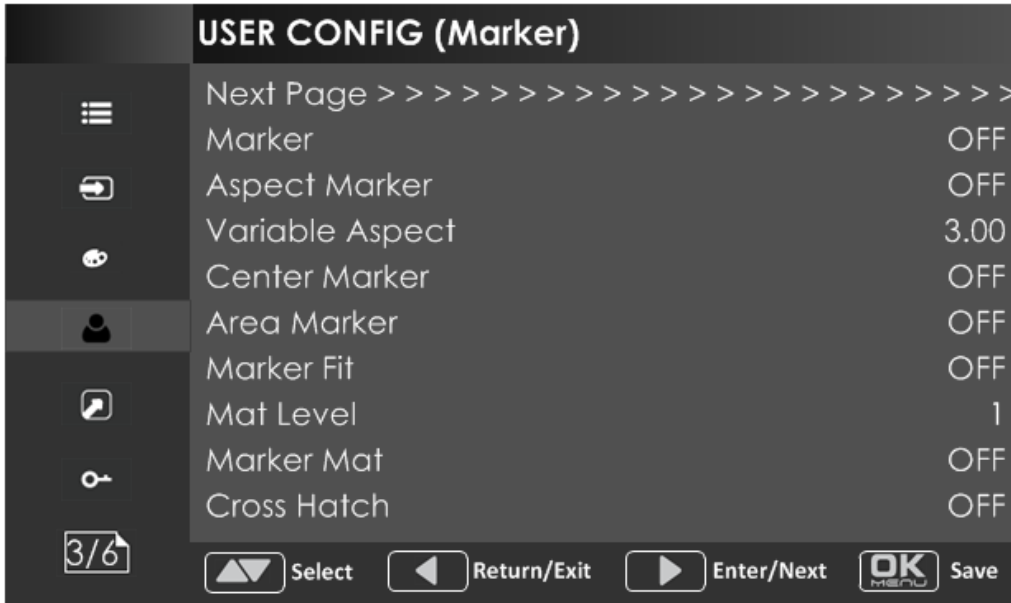 USER CONFIG (Marker)
Next Page > > > > > > > > > > > > > > > > > > > > > > >
Marker OFF
Aspect Marker OFF
Variable Aspect 3.00
Center Marker OFF
Area Marker OFF
Marker Fit OFF
Mat Level 1
Marker Mat OFF
Cross Hatch OFF
3/6 Select Return/Exit Enter/Next OK MENU Save